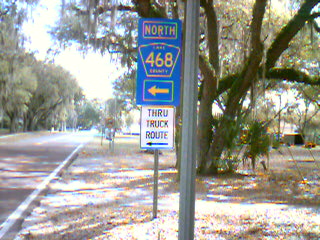 NORTH
LAKE
468
COUNTY
THRU
TRUCK
ROUTE